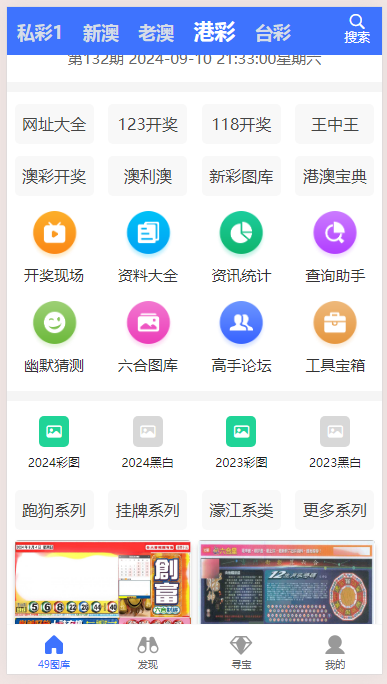 私彩1 新澳 老澳 港彩 台彩 搜索
第132期 2024-09-10 21:33:00星期六
网址大全 123开奖 118开奖 王中王
澳彩开奖 澳利澳 新彩图库 港澳宝典
开奖现场 资料大全 资讯统计 查询助手
幽默猜测 六合图库 高手论坛 工具宝箱
2024彩图 2024黑白 2023彩图 2023黑白
跑狗系列 挂牌系列 濠江系类 更多系列
創富
49图库 发现 寻宝 我的